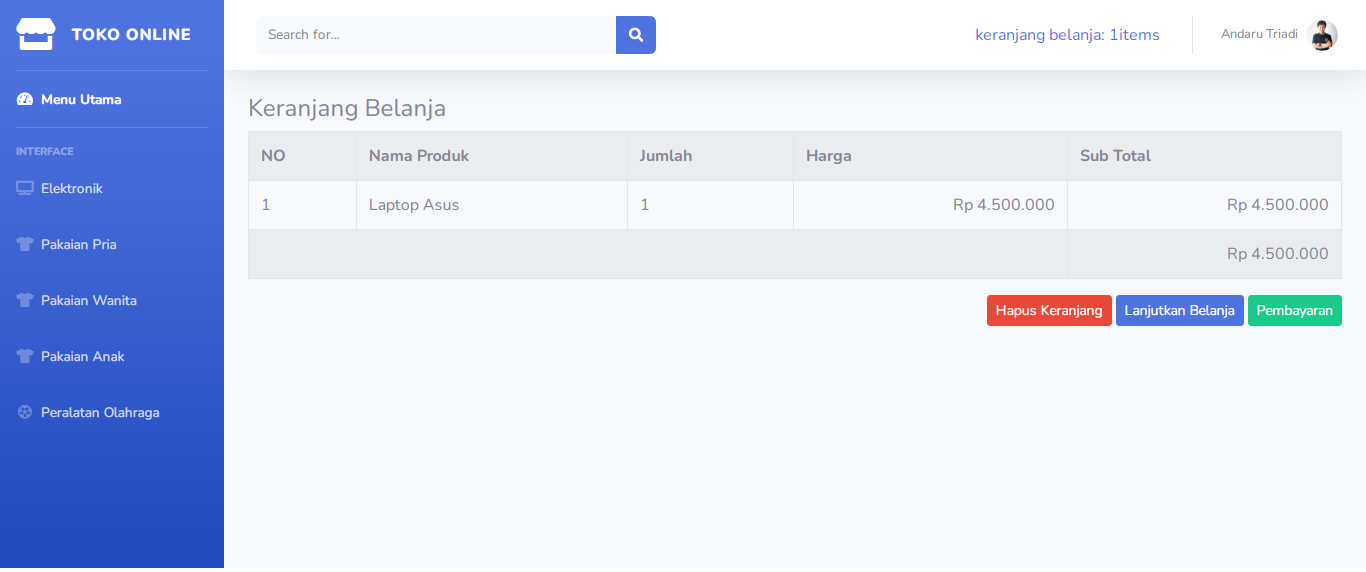 TOKO ONLINE
Search for...
keranjang belanja: 1items
Andaru Triadi
Menu Utama
INTERFACE
Elektronik
Pakaian Pria
Pakaian Wanita
Pakaian Anak
Peralatan Olahraga
Keranjang Belanja
NO Nama Produk Jumlah Harga Sub Total
1 Laptop Asus 1 Rp 4.500.000 Rp 4.500.000
Rp 4.500.000
Hapus Keranjang Lanjutkan Belanja Pembayaran